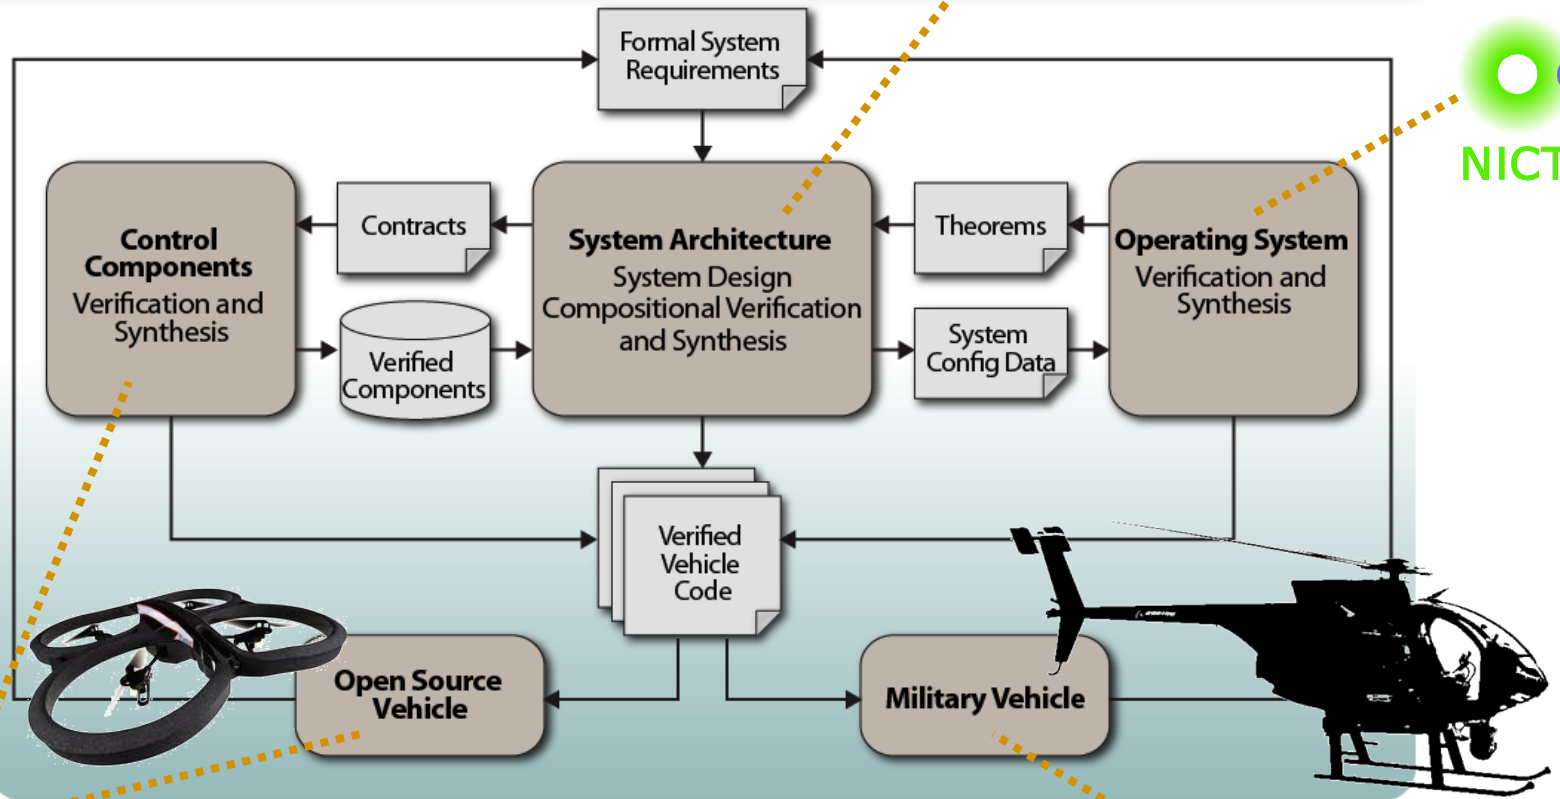 Formal System
Requirements
NICT
Control
Components
Verification and
Synthesis
Contracts
Verified
Components
System Architecture
System Design
Compositional Verification
and Synthesis
Theorems
System
Config Data
Operating System
Verification and
Synthesis
Verified
Vehicle
Code
Open Source
Vehicle
Military Vehicle